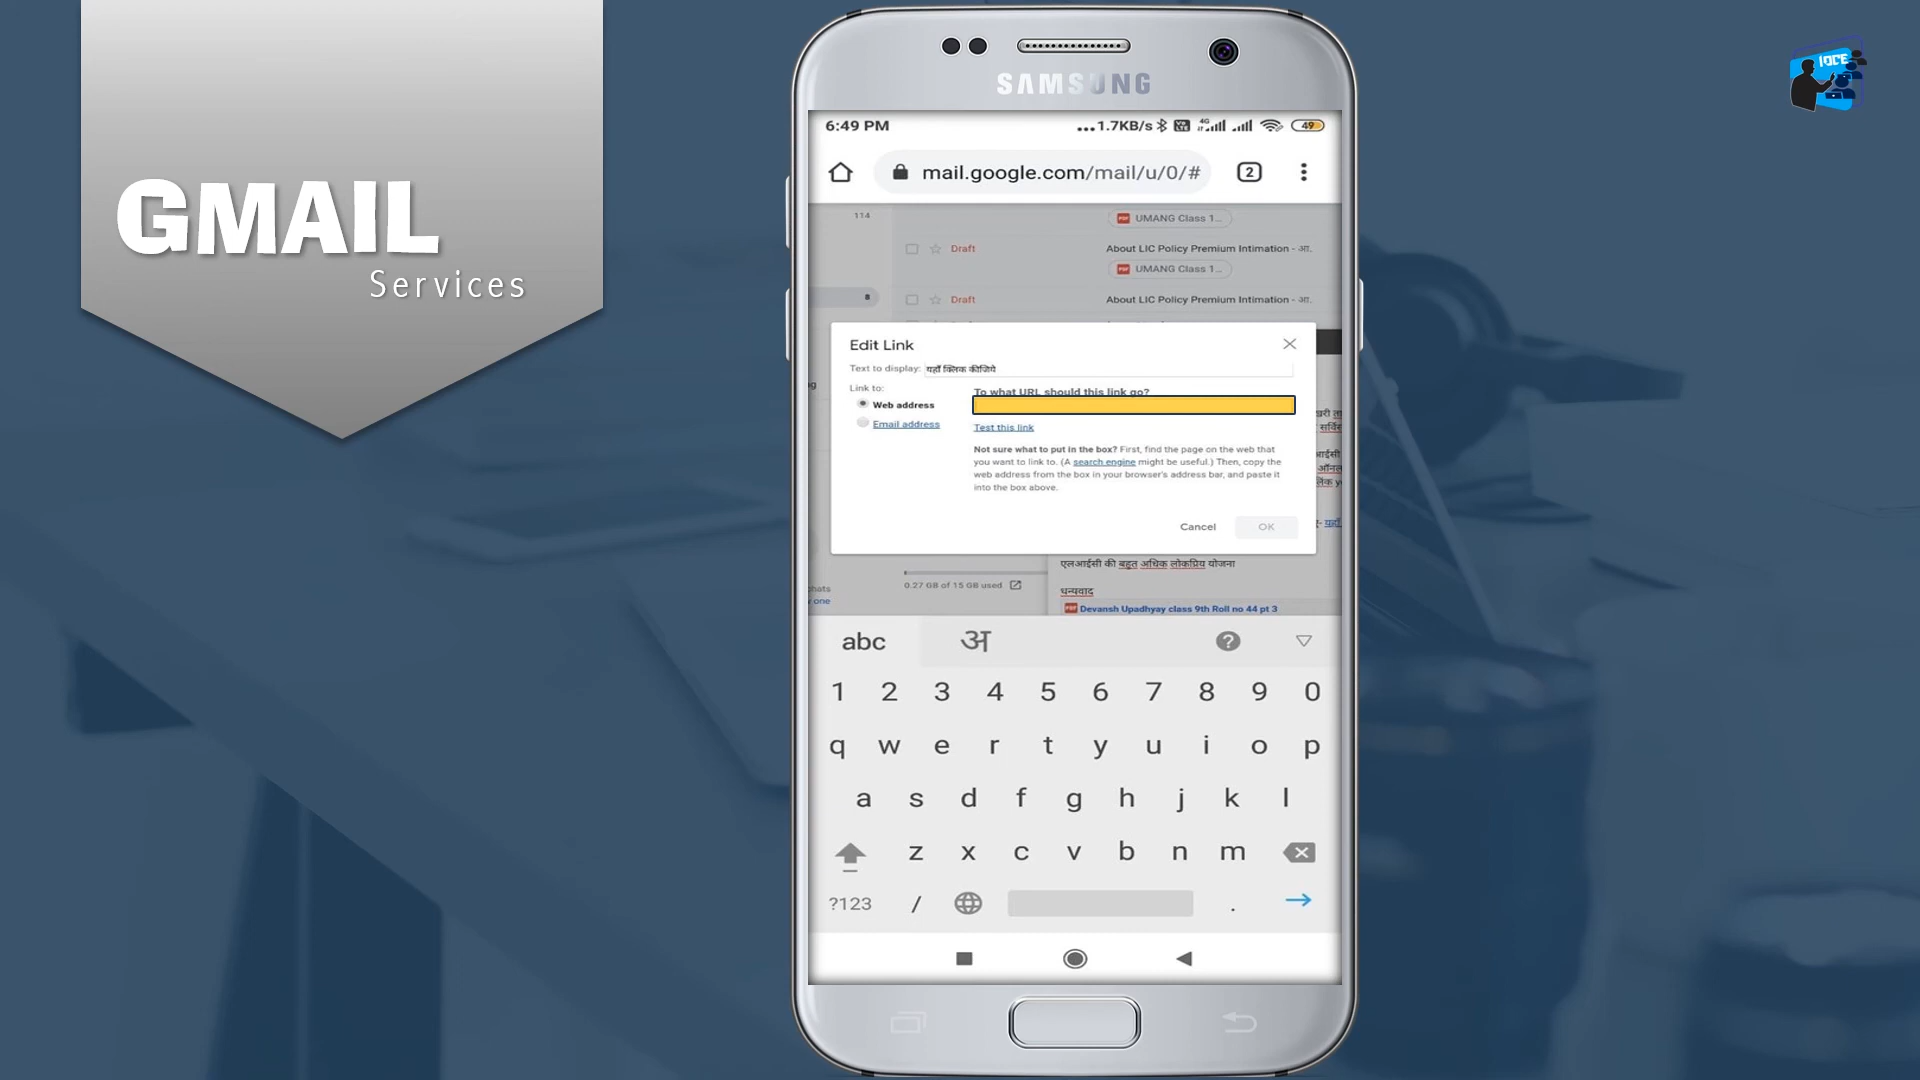 GMAIL
Services
IOCE
SAMSUNG
6:49 PM
...1.7KB/s 4G 49
mail.google.com/mail/u/0/#
2
114
UMANG Class 1...
Draft
About LIC Policy Premium Intimation - आ.
UMANG Class 1...
Draft
About LIC Policy Premium Intimation - आ.
Edit Link
Text to display: यहाँ क्लिक कीजिये
Link to:
To what URL should this link go?
Web address
Email address
Test this link
Not sure what to put in the box? First, find the page on the web that
you want to link to. (A search engine might be useful.) Then, copy the
web address from the box in your browser's address bar, and paste it
into the box above.
Cancel
OK
एलआईसी की बहुत अधिक लोकप्रिय योजना
0.27 GB of 15 GB used
धन्यवाद
Devansh Upadhyay class 9th Roll no 44 pt 3
abc अ ?
1 2 3 4 5 6 7 8 9 0
q w e r t y u i o p
a s d f g h j k l
z x c v b n m
?123 / .